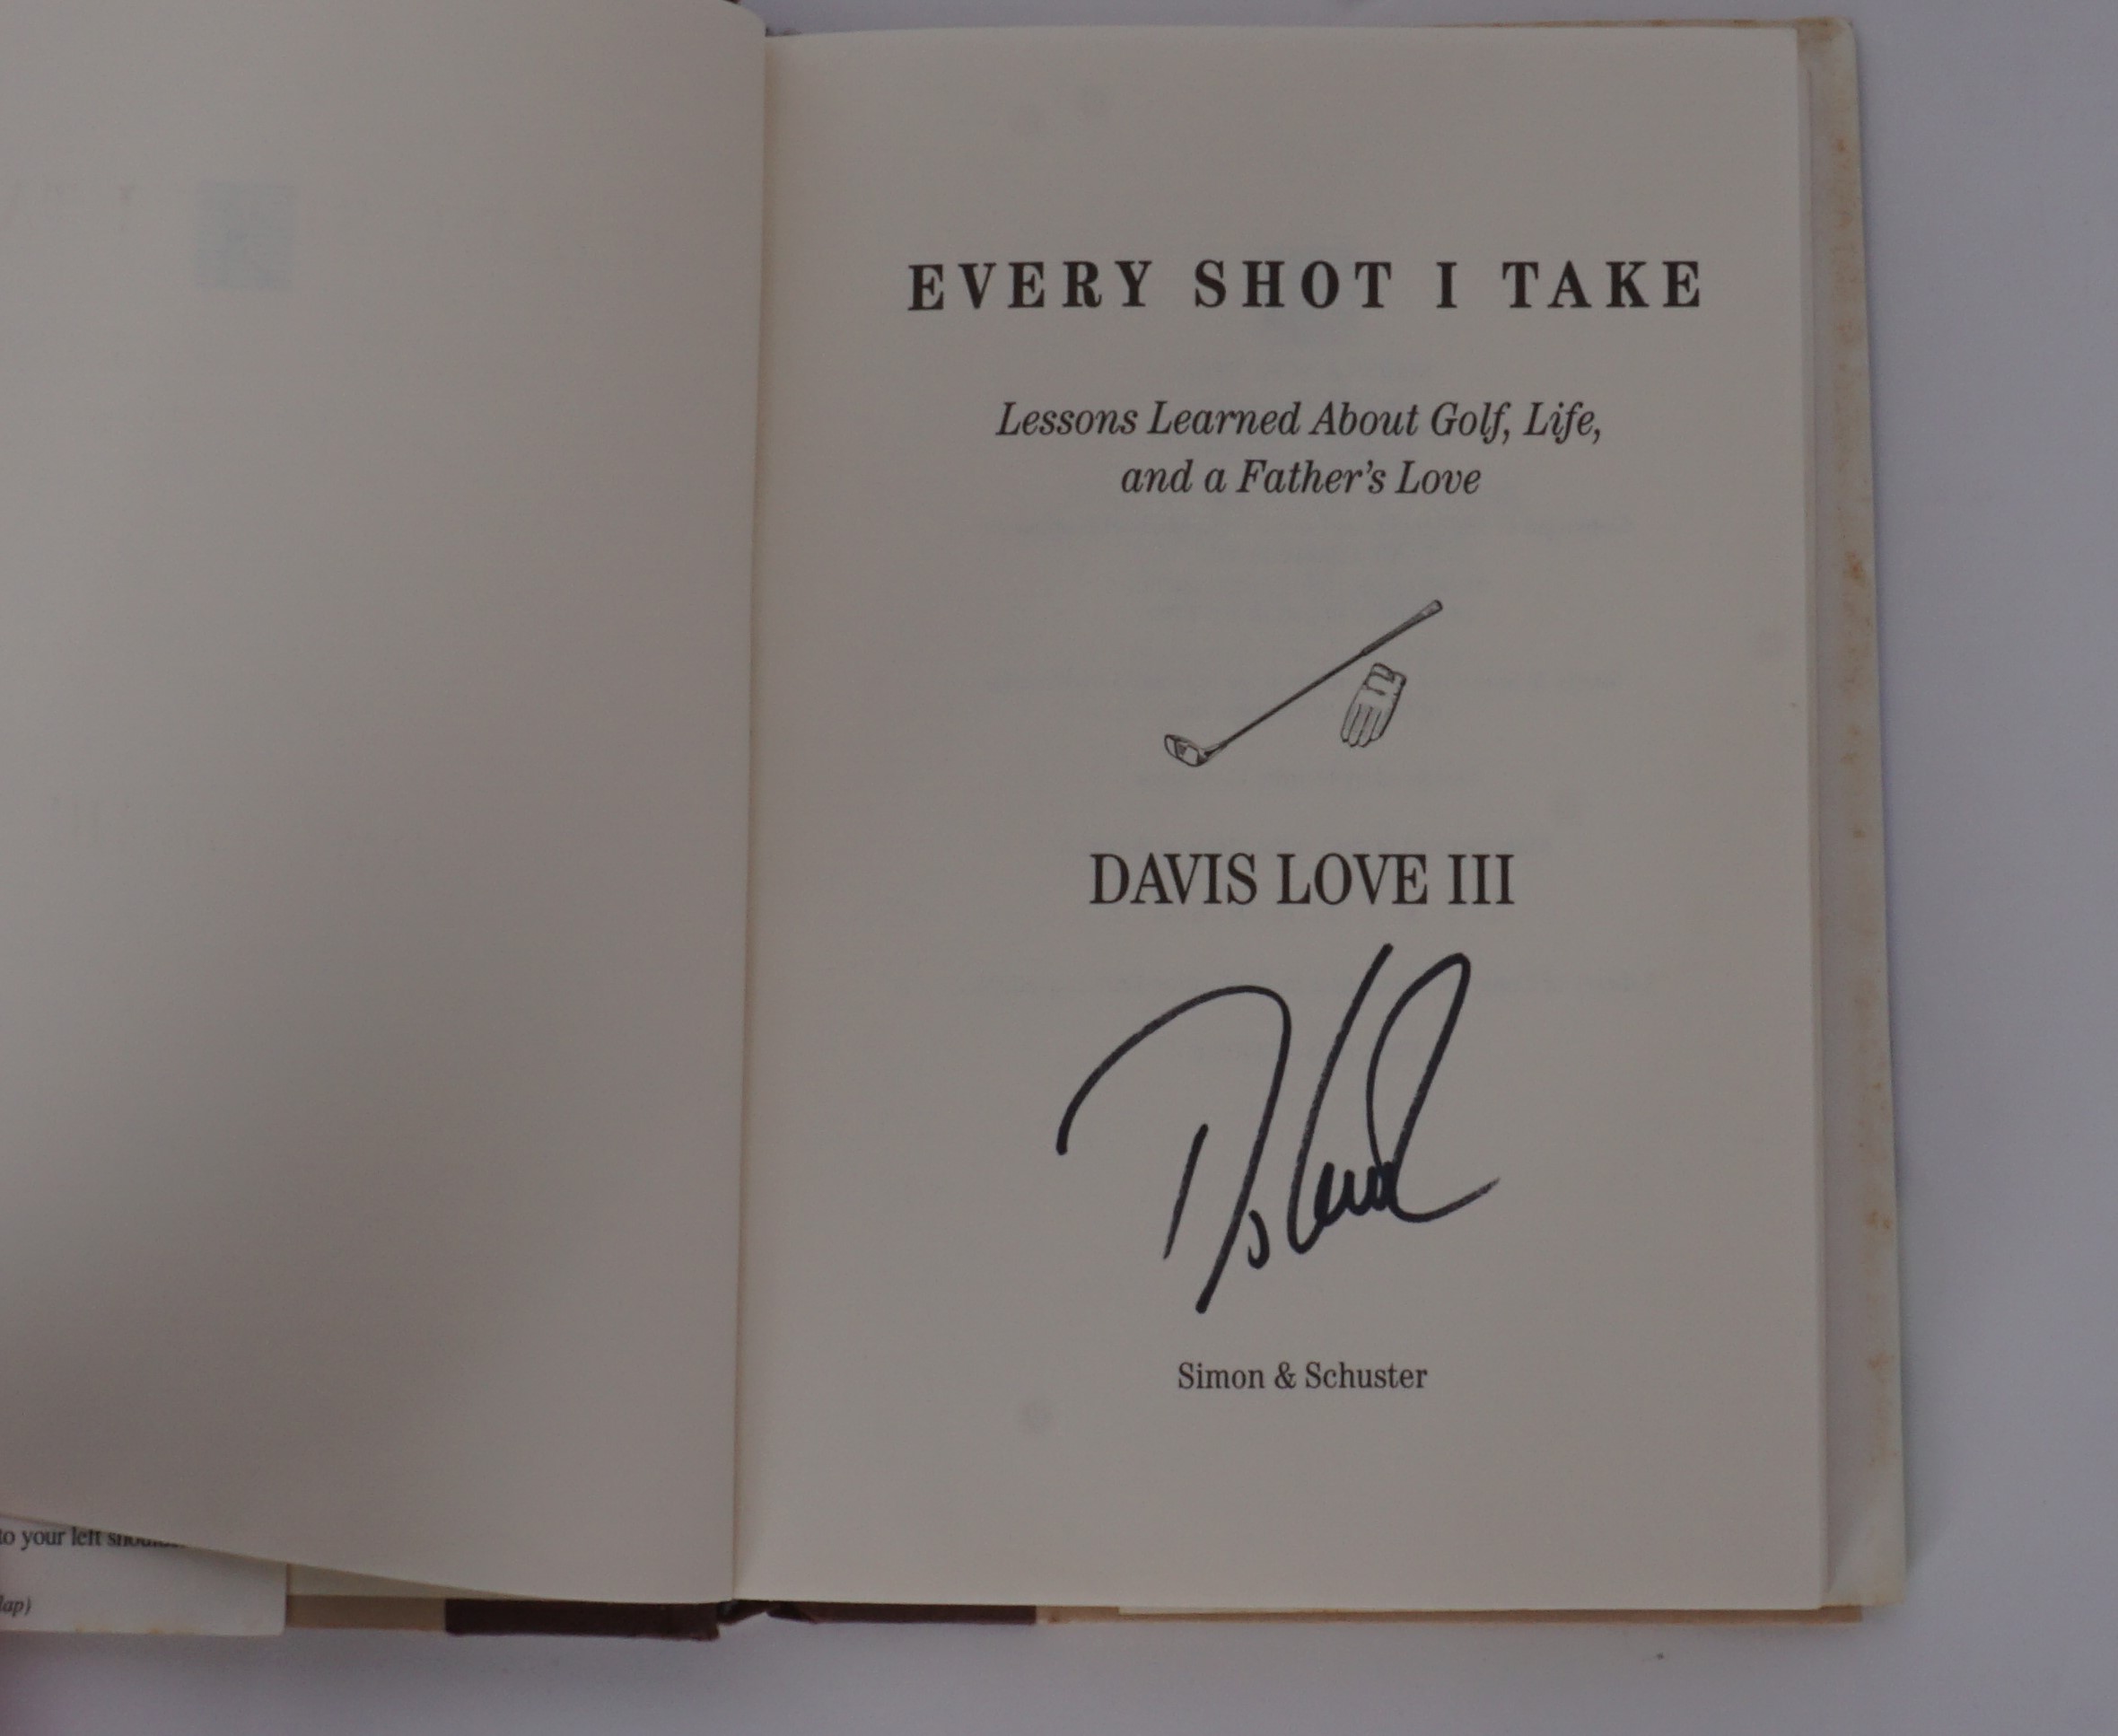 EVERY SHOT I TAKE
Lessons Learned About Golf, Life,
and a Father's Love
DAVIS LOVE III
Simon & Schuster
to your left